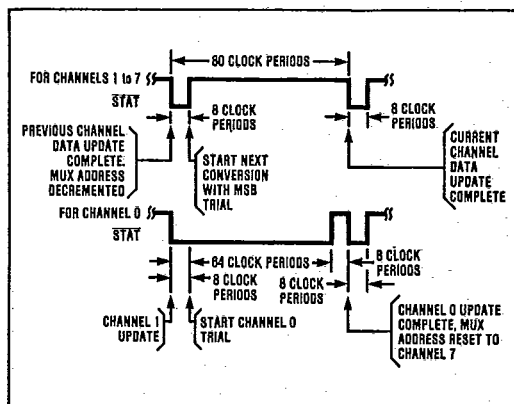 80 CLOCK PERIODS
FOR CHANNELS 1 to 7
STAT
8 CLOCK
PERIODS
8 CLOCK
PERIODS
PREVIOUS CHANNEL
DATA UPDATE
COMPLETE.
MUX ADDRESS
DECREMENTED
START NEXT
CONVERSION
WITH MSB
TRIAL
CURRENT
CHANNEL
DATA
UPDATE
COMPLETE
FOR CHANNEL 0
STAT
64 CLOCK PERIODS
8 CLOCK
PERIODS
8 CLOCK
PERIODS
8 CLOCK
PERIODS
CHANNEL 1
UPDATE
START CHANNEL 0
TRIAL
CHANNEL 0 UPDATE
COMPLETE, MUX
ADDRESS RESET TO
CHANNEL 7